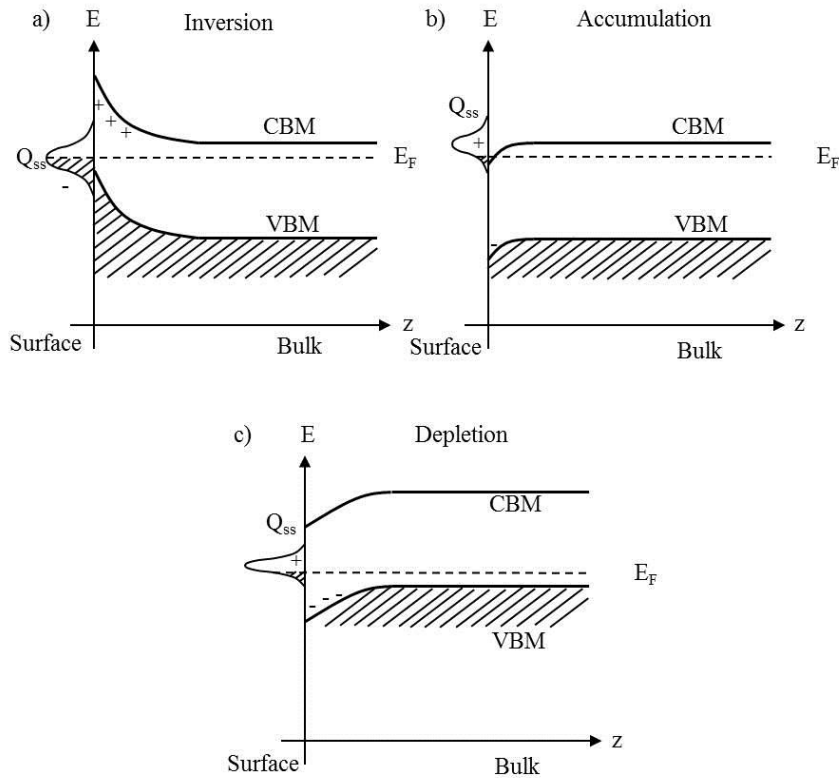 a)
E
Inversion
+
+
+
CBM
Qss
EF
-
VBM
z
Surface
Bulk
b)
E
Accumulation
Qss
+
CBM
EF
VBM
-
z
Surface
Bulk
c)
E
Depletion
CBM
Qss
+
EF
- - -
VBM
z
Surface
Bulk